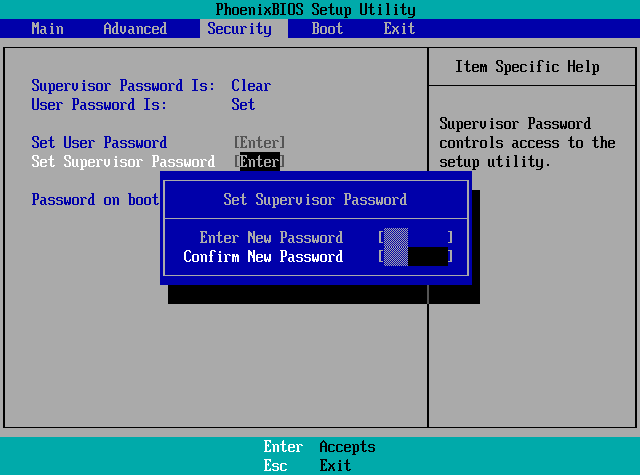 PhoenixBIOS Setup Utility
Main Advanced Security Boot Exit
Item Specific Help
Supervisor Password Is: Clear
User Password Is: Set
Set User Password [Enter]
Set Supervisor Password [Enter]
Password on boot
Supervisor Password
controls access to the
setup utility.
Set Supervisor Password
Enter New Password [ ]
Confirm New Password [ ]
Enter Accepts
Esc Exit